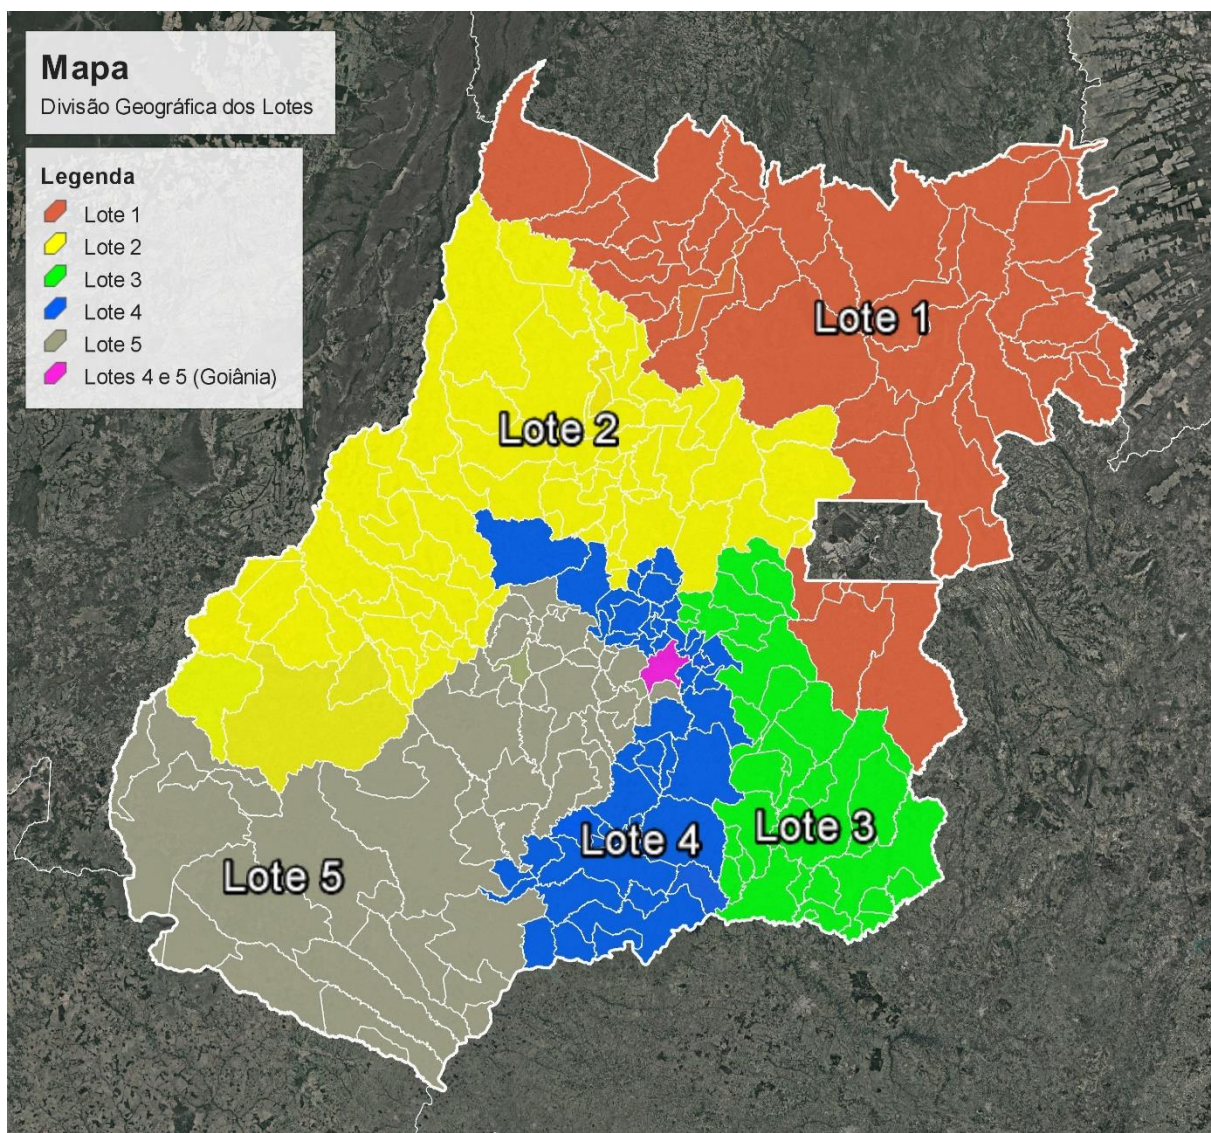 Mapa
Divisão Geográfica dos Lotes
Legenda
Lote 1
Lote 2
Lote 3
Lote 4
Lote 5
Lotes 4 e 5 (Goiânia)
Lote 1
Lote 2
Lote 3
Lote 4
Lote 5